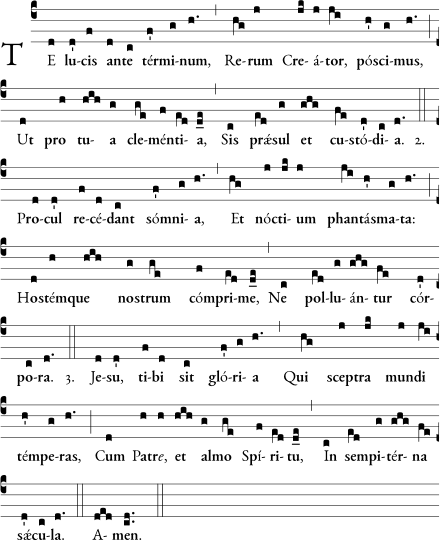 TE lu-cis ante térmi-num, Re-rum Cre-á-tor, pósci-mus,
Ut pro tu-a cleménti-a, Sis prǽsul et cu-stó-di-a. 2.
Pro-cul re-cé-dant sómni-a, Et nócti-um phantásma-ta:
Hostémque nostrum cómpri-me, Ne pol-lu-án-tur cór-
po-ra. 3. Je-su, ti-bi sit gló-ri-a Qui sceptra mundi
témpe-ras, Cum Patre, et almo Spí-ri-tu, In sempi-tér-na
sǽcu-la. A-men.